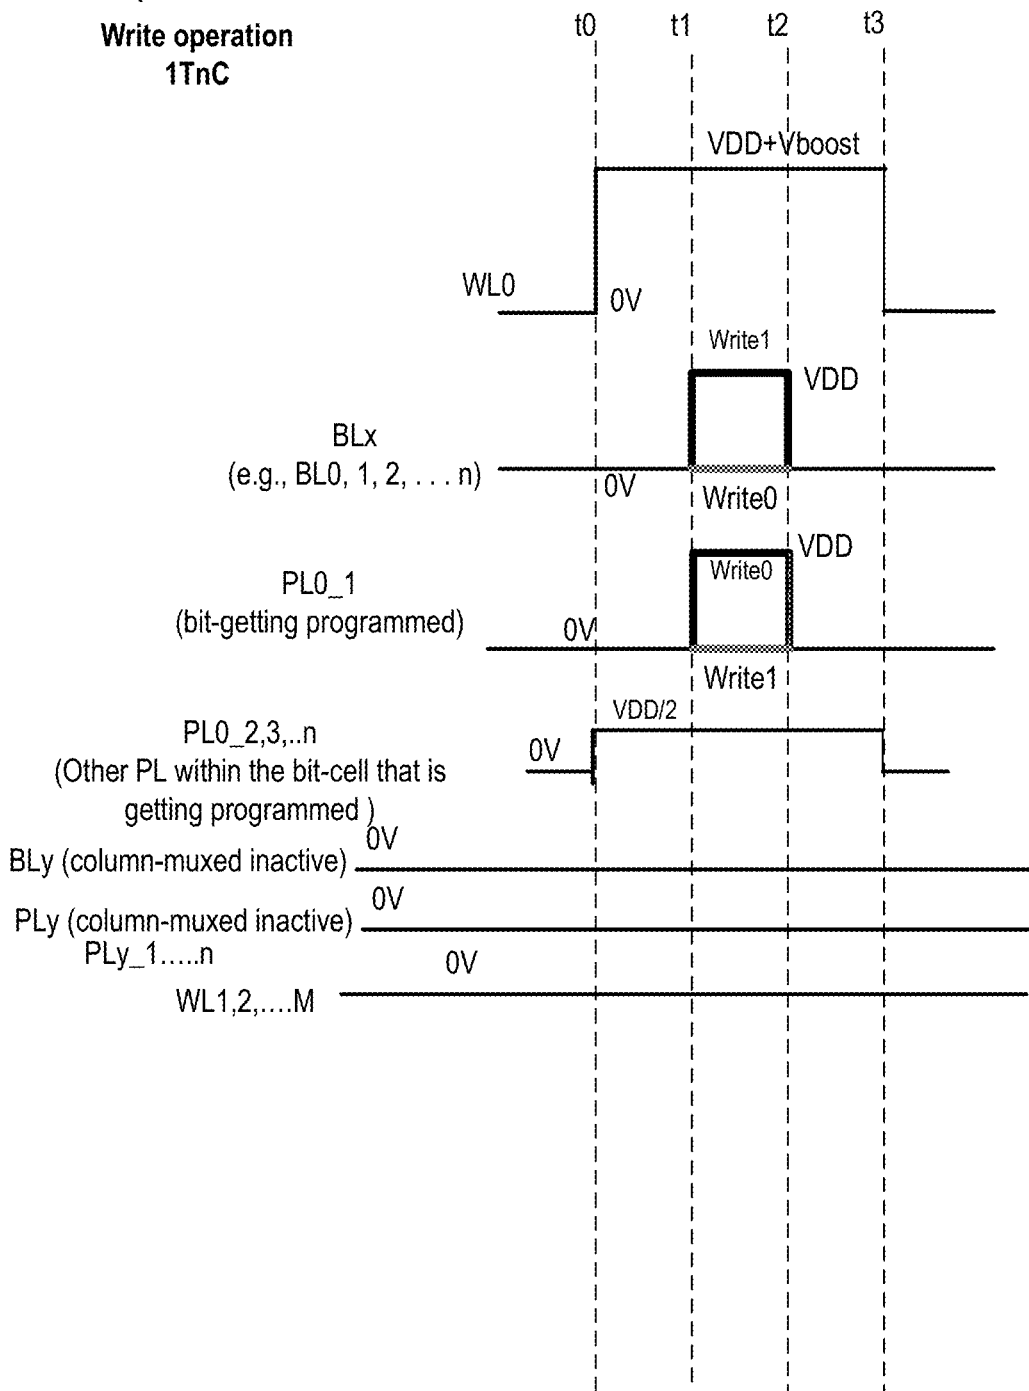 Write operation
1TnC
t0 t1 t2 t3
VDD+Vboost
WL0
0V
Write1
VDD
BLx
(e.g., BL0, 1, 2, . . . n)
0V
Write0
VDD
Write0
PL0_1
(bit-getting programmed)
0V
Write1
VDD/2
PL0_2,3,..n
0V
(Other PL within the bit-cell that is
getting programmed )
0V
BLy (column-muxed inactive)
0V
PLy (column-muxed inactive)
PLy_1.....n
0V
WL1,2,....M